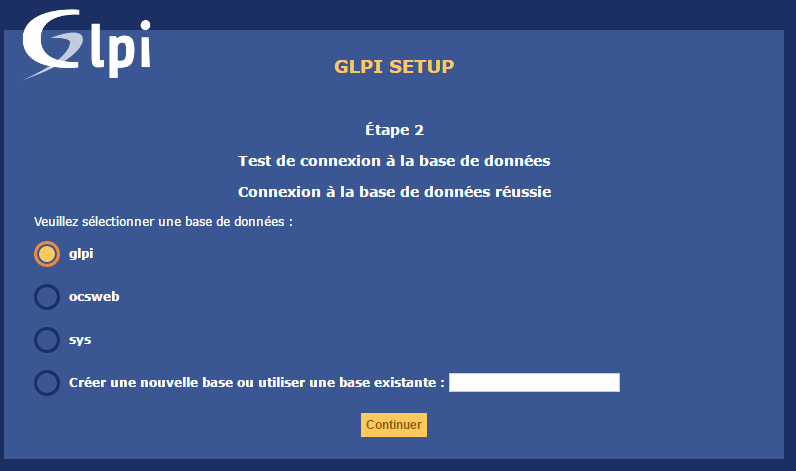 Glpi
GLPI SETUP
Étape 2
Test de connexion à la base de données
Connexion à la base de données réussie
Veuillez sélectionner une base de données :
glpi
ocsweb
sys
Créer une nouvelle base ou utiliser une base existante :
Continuer